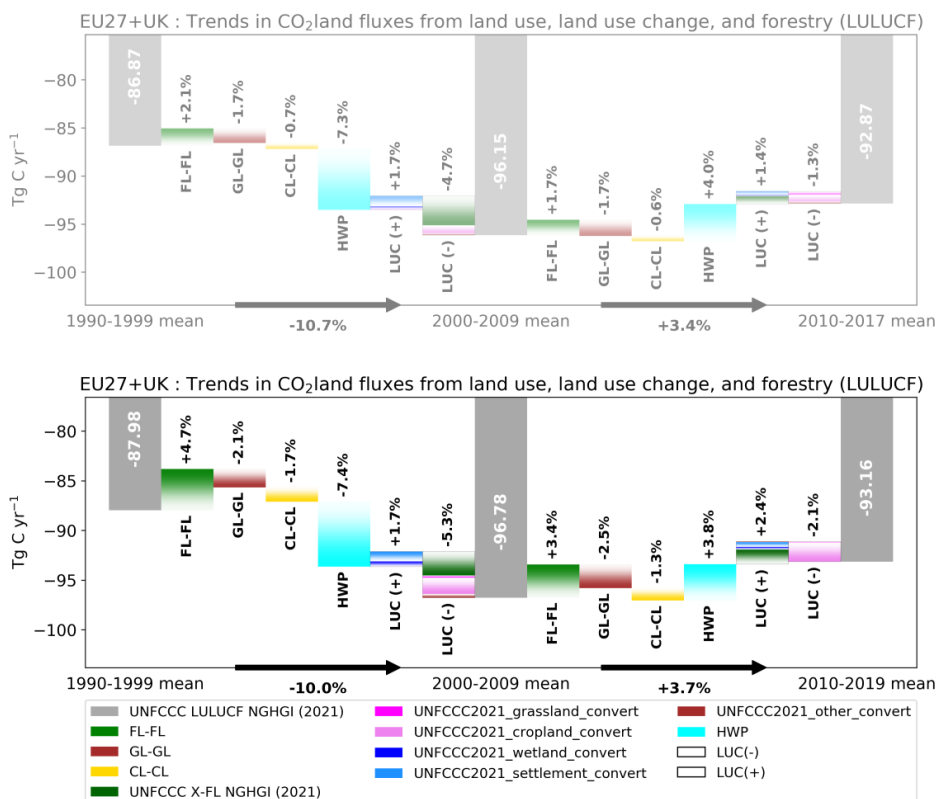 EU27+UK : Trends in CO₂land fluxes from land use, land use change, and forestry (LULUCF)
Tg C yr⁻¹
−80
−85
−90
−95
−100
-86.87
+2.1%
FL-FL
-1.7%
GL-GL
-0.7%
CL-CL
-7.3%
HWP
+1.7%
LUC (+)
-4.7%
LUC (-)
-96.15
+1.7%
FL-FL
-1.7%
GL-GL
-0.6%
CL-CL
+4.0%
HWP
+1.4%
LUC (+)
-1.3%
LUC (-)
-92.87
1990-1999 mean
-10.7%
2000-2009 mean
+3.4%
2010-2017 mean
EU27+UK : Trends in CO₂land fluxes from land use, land use change, and forestry (LULUCF)
Tg C yr⁻¹
−80
−85
−90
−95
−100
-87.98
+4.7%
FL-FL
-2.1%
GL-GL
-1.7%
CL-CL
-7.4%
HWP
+1.7%
LUC (+)
-5.3%
LUC (-)
-96.78
+3.4%
FL-FL
-2.5%
GL-GL
-1.3%
CL-CL
+3.8%
HWP
+2.4%
LUC (+)
-2.1%
LUC (-)
-93.16
1990-1999 mean
-10.0%
2000-2009 mean
+3.7%
2010-2019 mean
UNFCCC LULUCF NGHGI (2021)
FL-FL
GL-GL
CL-CL
UNFCCC X-FL NGHGI (2021)
UNFCCC2021_grassland_convert
UNFCCC2021_cropland_convert
UNFCCC2021_wetland_convert
UNFCCC2021_settlement_convert
UNFCCC2021_other_convert
HWP
LUC(-)
LUC(+)